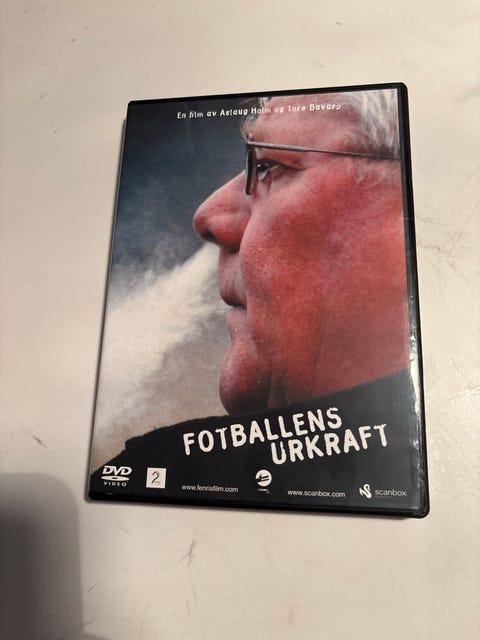 En film av Aslaug Holm og Tore Buvarp
FOTBALLENS
URKRAFT
DVD
VIDEO
2
www.fenrisfilm.com
www.scanbox.com
scanbox